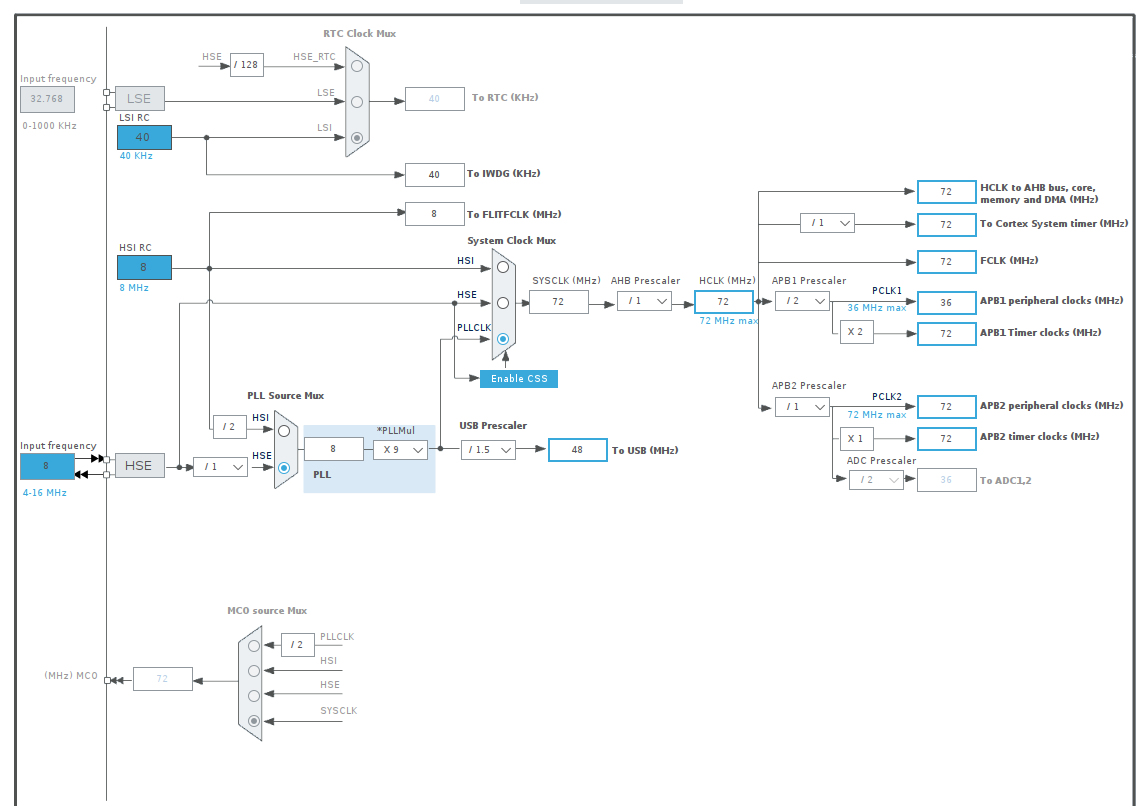 RTC Clock Mux
HSE
/ 128
HSE_RTC
Input frequency
32.768
LSE
LSE
40
To RTC (KHz)
0-1000 KHz
LSI RC
40
LSI
40 KHz
40
To IWDG (KHz)
8
To FLITFCLK (MHz)
System Clock Mux
HSI RC
8
HSI
8 MHz
HSE
PLLCLK
Enable CSS
SYSCLK (MHz)
72
AHB Prescaler
/ 1
HCLK (MHz)
72
72 MHz max
72
HCLK to AHB bus, core,
memory and DMA (MHz)
/ 1
72
To Cortex System timer (MHz)
72
FCLK (MHz)
APB1 Prescaler
/ 2
PCLK1
36 MHz max
36
APB1 peripheral clocks (MHz)
X 2
72
APB1 Timer clocks (MHz)
APB2 Prescaler
/ 1
PCLK2
72 MHz max
72
APB2 peripheral clocks (MHz)
X 1
72
APB2 timer clocks (MHz)
ADC Prescaler
/ 2
36
To ADC1,2
PLL Source Mux
/ 2
HSI
Input frequency
8
HSE
4-16 MHz
/ 1
HSE
8
*PLLMul
X 9
PLL
USB Prescaler
/ 1.5
48
To USB (MHz)
MCO source Mux
/ 2
PLLCLK
HSI
(MHz) MCO
72
HSE
SYSCLK